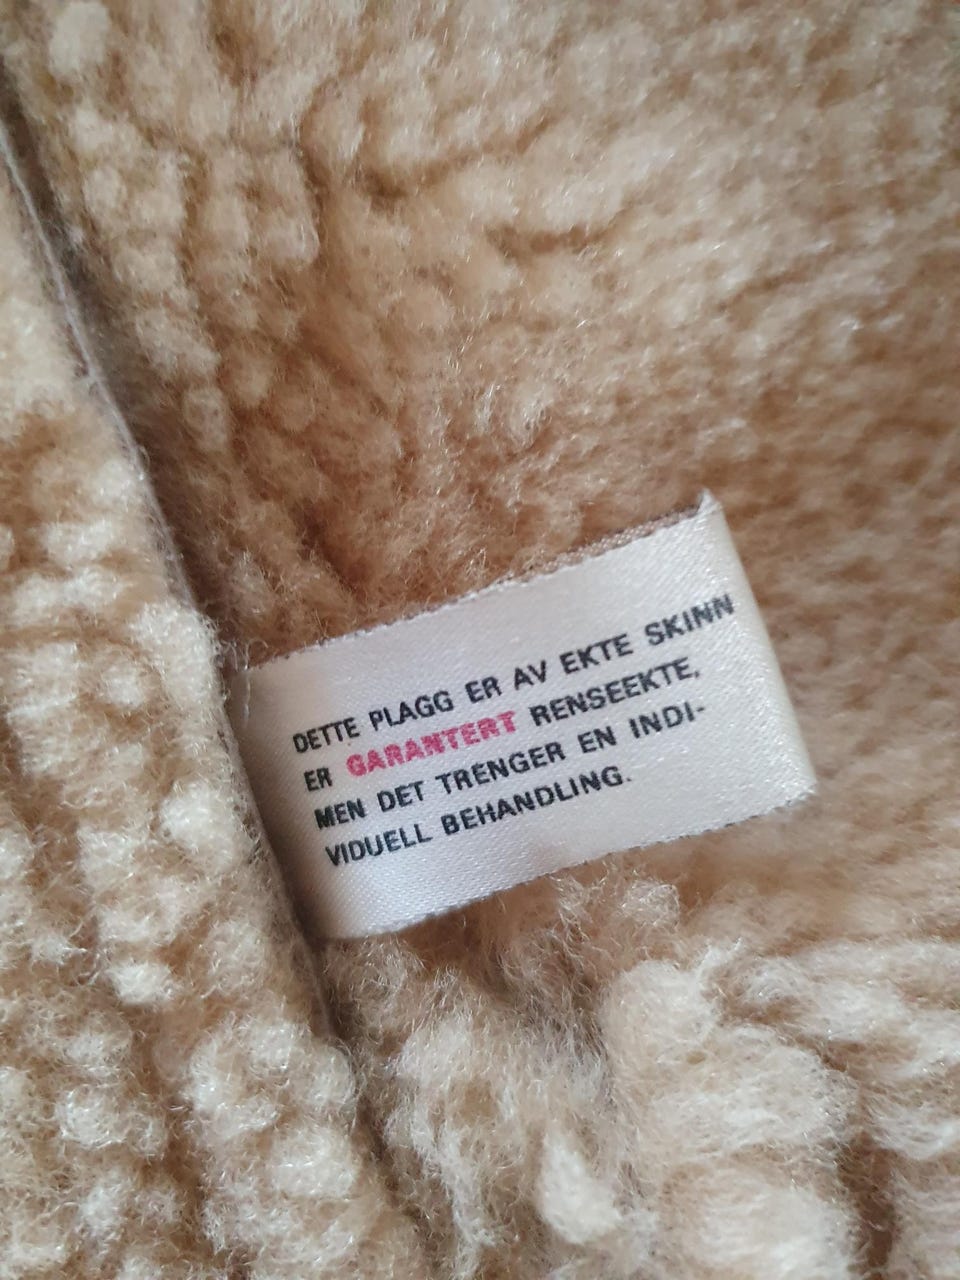 DETTE PLAGG ER AV EKTE SKINN
ER GARANTERT RENSEEKTE,
MEN DET TRENGER EN INDI-
VIDUELL BEHANDLING.